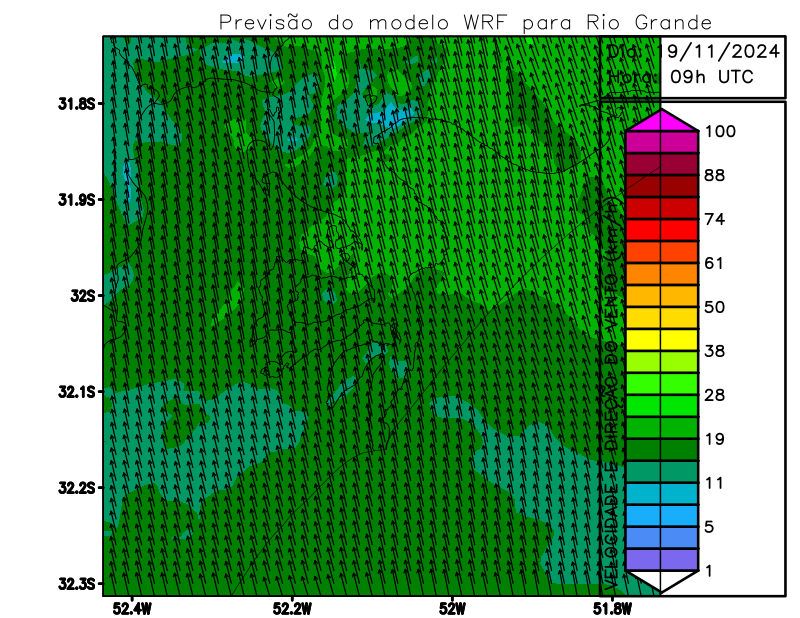 Previsão do modelo WRF para Rio Grande
Dia: 19/11/2024
Hora: 09h UTC
31.8S
31.9S
32S
32.1S
32.2S
32.3S
52.4W
52.2W
52W
51.8W
VELOCIDADE E DIREÇÃO DO VENTO (km/h)
100
88
74
61
50
38
28
19
11
5
1